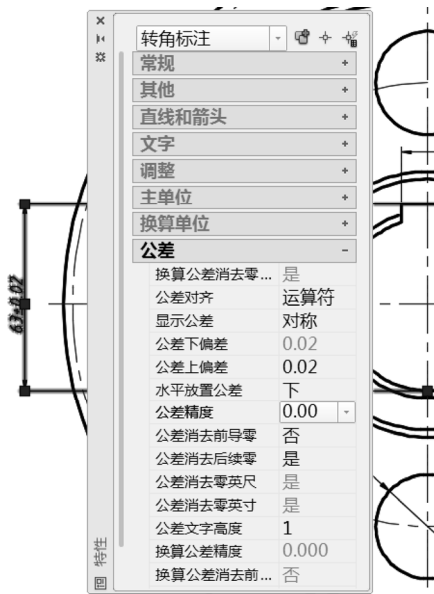 转角标注
常规
其他
直线和箭头
文字
调整
主单位
换算单位
公差
换算公差消去零... 是
公差对齐 运算符
显示公差 对称
公差下偏差 0.02
公差上偏差 0.02
水平放置公差 下
公差精度 0.00
公差消去前导零 否
公差消去后续零 是
公差消去零英尺 是
公差消去零英寸 是
公差文字高度 1
换算公差精度 0.000
换算公差消去前... 否
特性
63±0.02